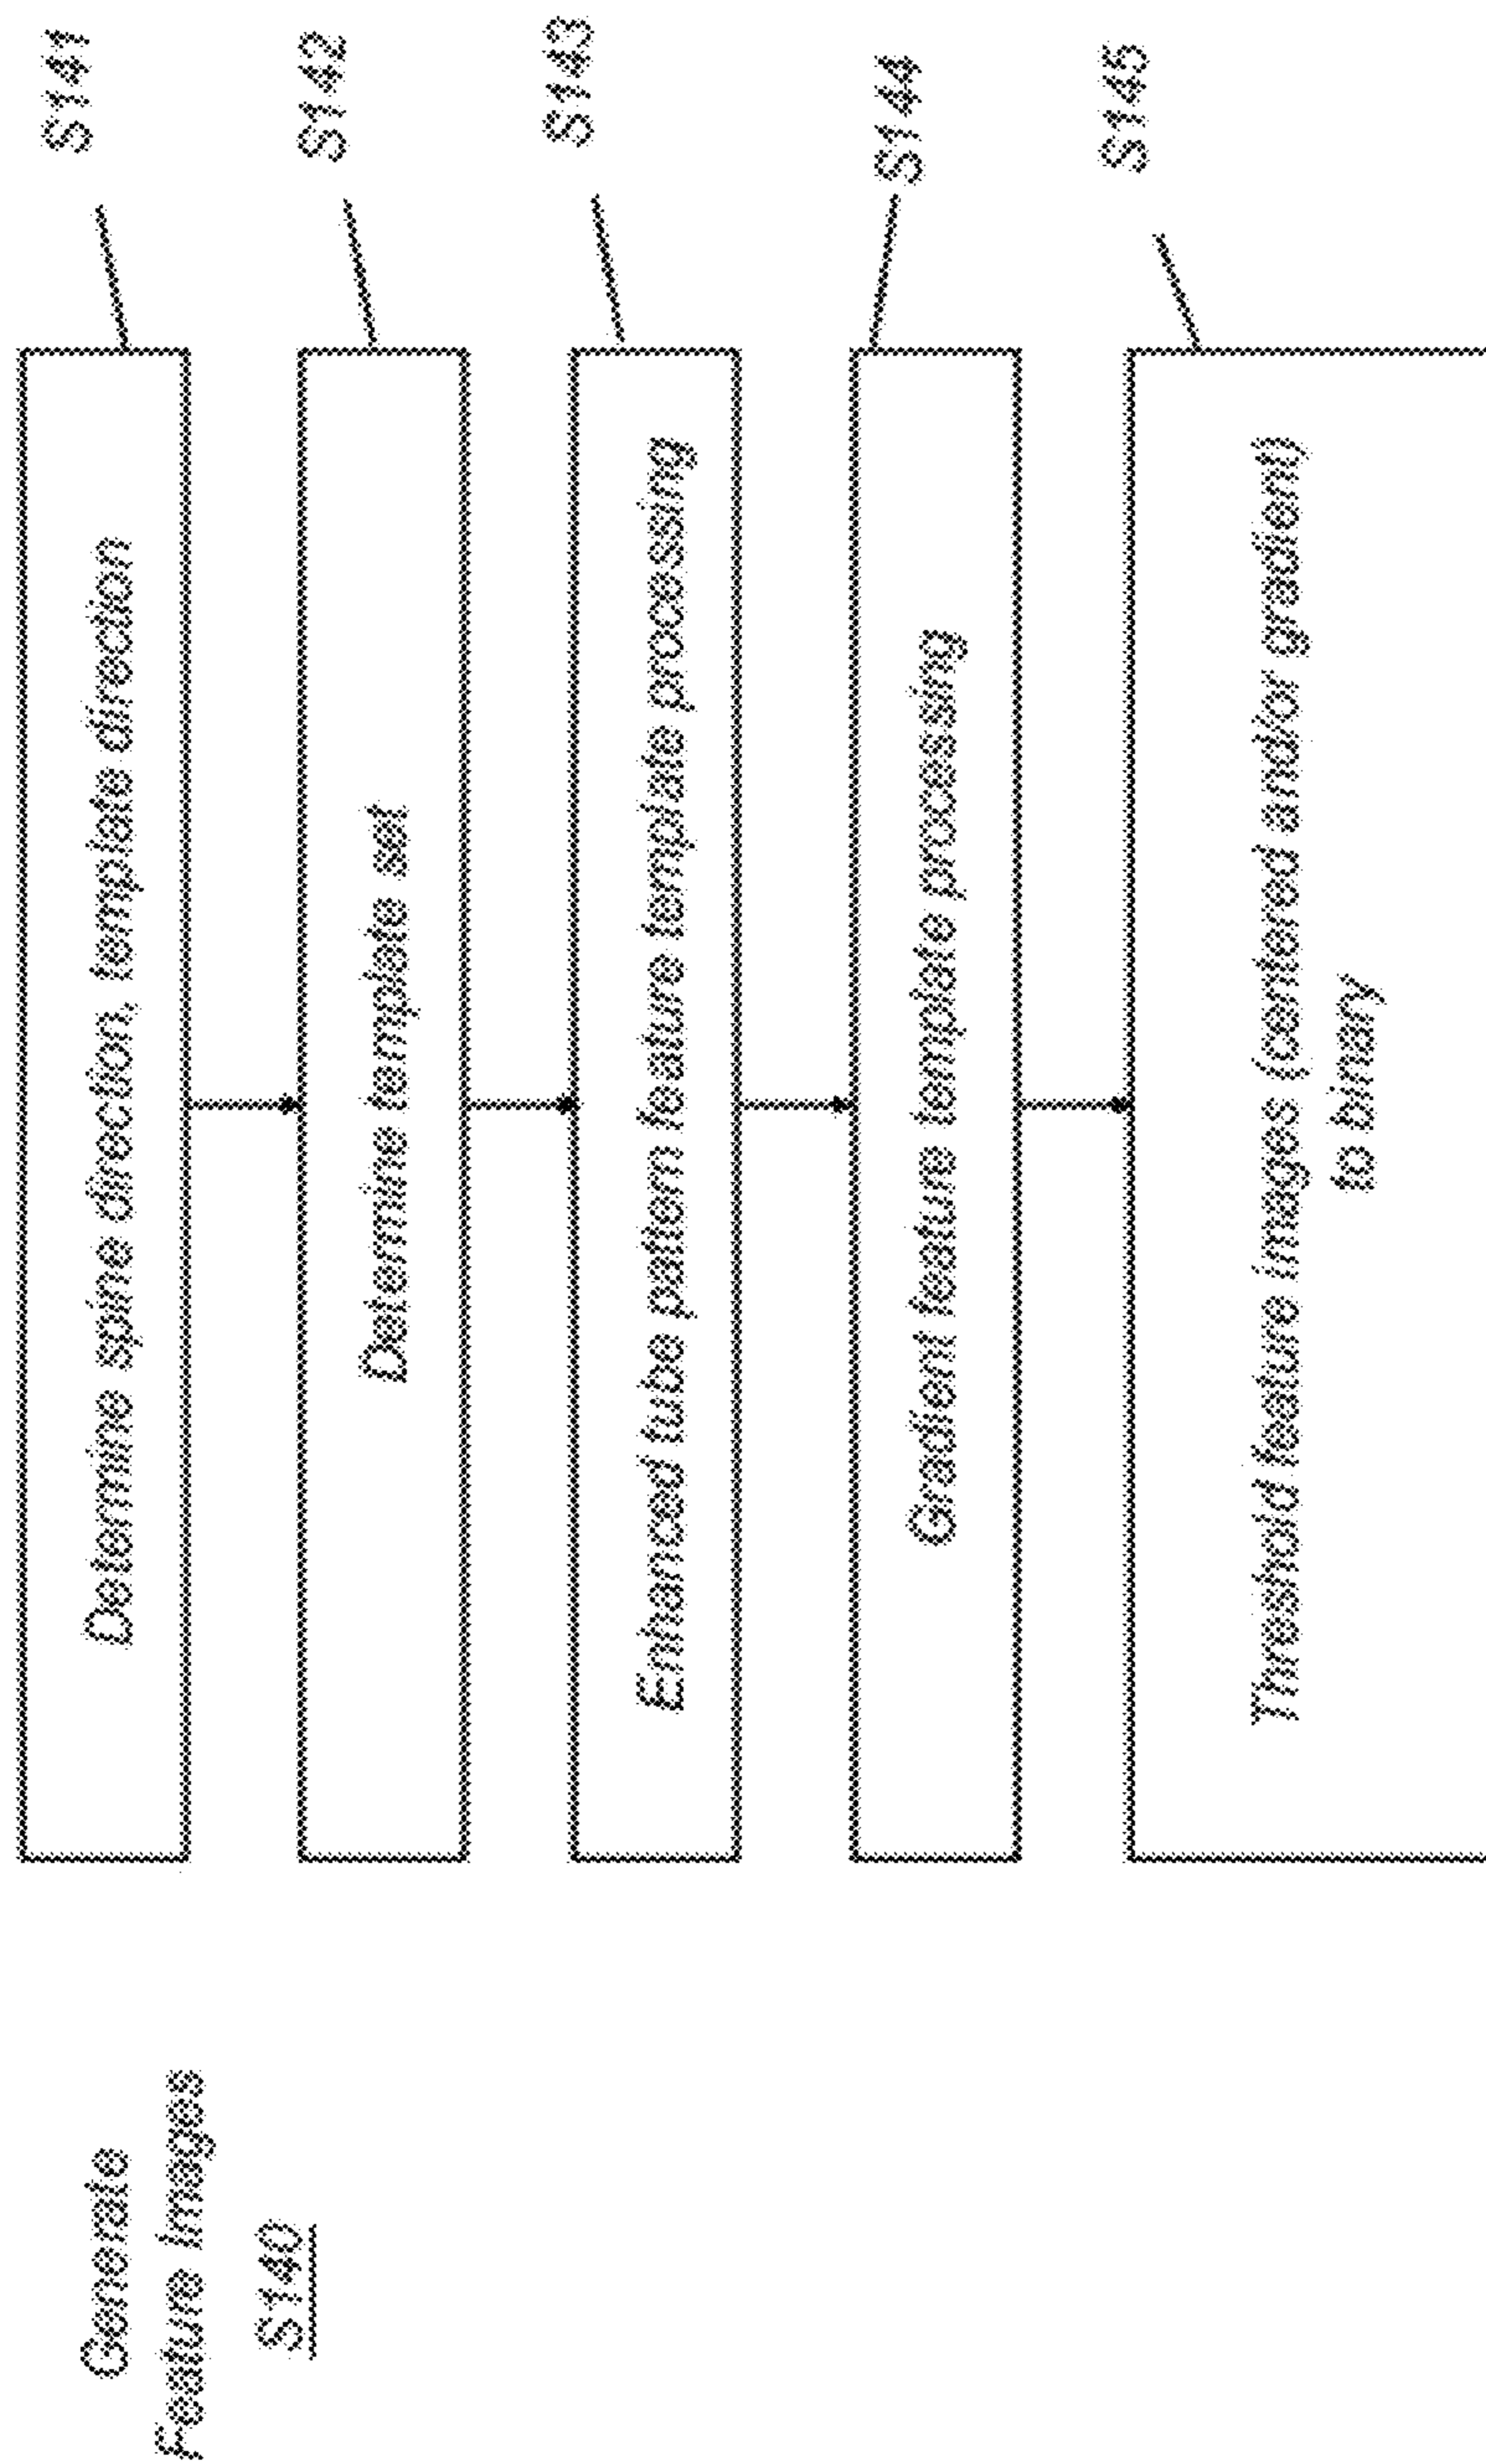 Generate
Feature Images
S140
Determine spine direction, template direction
S141
Determine template set
S142
Enhanced tube pattern feature template processing
S143
Gradient feature template processing
S144
Threshold feature images (centered and/or gradient)
to binary
S145